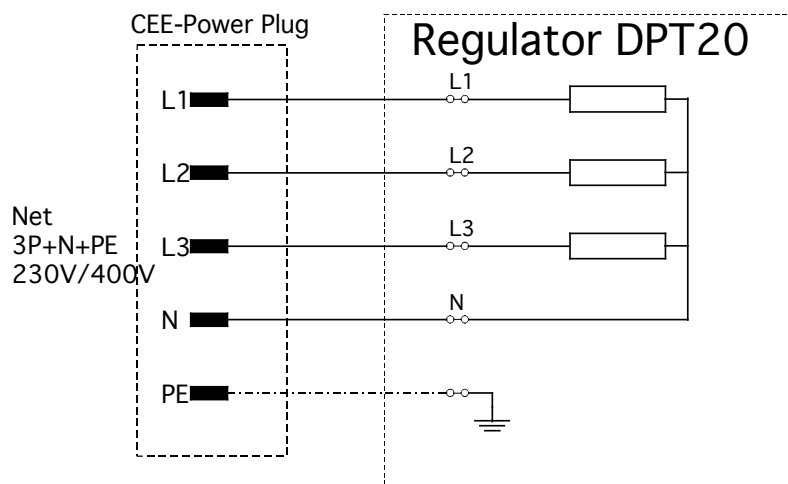 CEE-Power Plug
Regulator DPT20
L1
L1
L2
L2
Net
3P+N+PE
230V/400V
L3
L3
N
N
PE